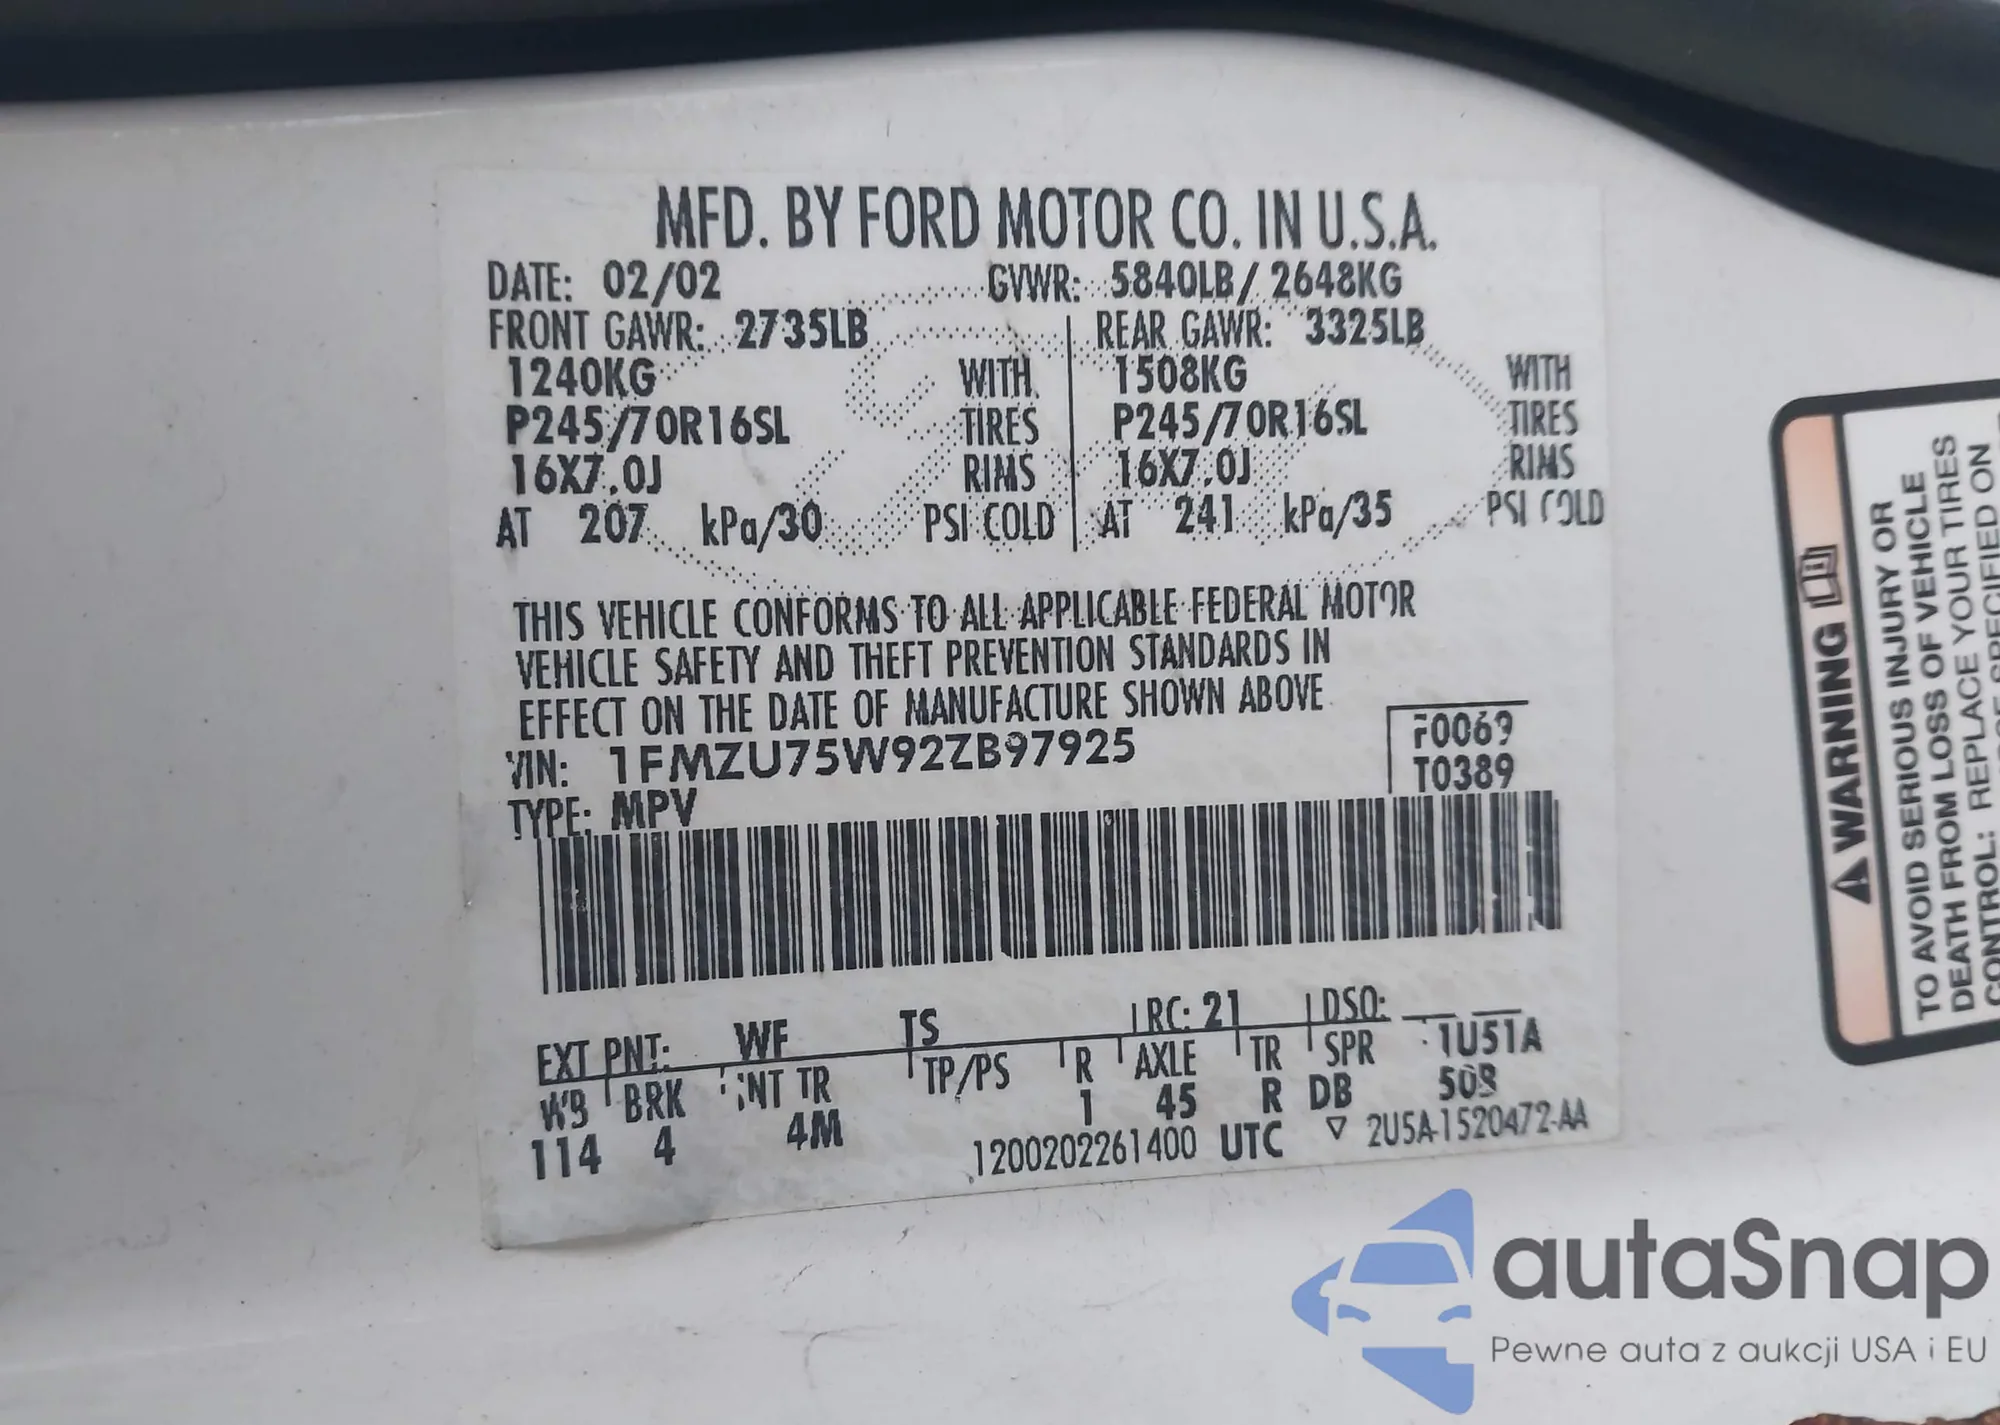 MFD. BY FORD MOTOR CO. IN U.S.A.
DATE: 02/02 GVWR: 5840LB/ 2648KG
FRONT GAWR: 2735LB REAR GAWR: 3325LB
1240KG WITH 1508KG WITH
P245/70R16SL TIRES P245/70R16SL TIRES
16X7.0J RIMS 16X7.0J RIMS
AT 207 kPa/30 PSI COLD AT 241 kPa/35 PSI COLD
THIS VEHICLE CONFORMS TO ALL APPLICABLE FEDERAL MOTOR
VEHICLE SAFETY AND THEFT PREVENTION STANDARDS IN
EFFECT ON THE DATE OF MANUFACTURE SHOWN ABOVE
VIN: 1FMZU75W92ZB97925
F0069
T0389
TYPE: MPV
EXT PNT: WF TS RC: 21 DSO:
WB BRK INT TR TP/PS R AXLE TR SPR 1U51A
114 4 4M 1 45 R DB 508
1200202261400 UTC ▽ 2U5A-1520472-AA
WARNING
TO AVOID SERIOUS INJURY OR
DEATH FROM LOSS OF VEHICLE
CONTROL: REPLACE YOUR TIRES
SPECIFIED ON
autaSnap
Pewne auta z aukcji USA i EU